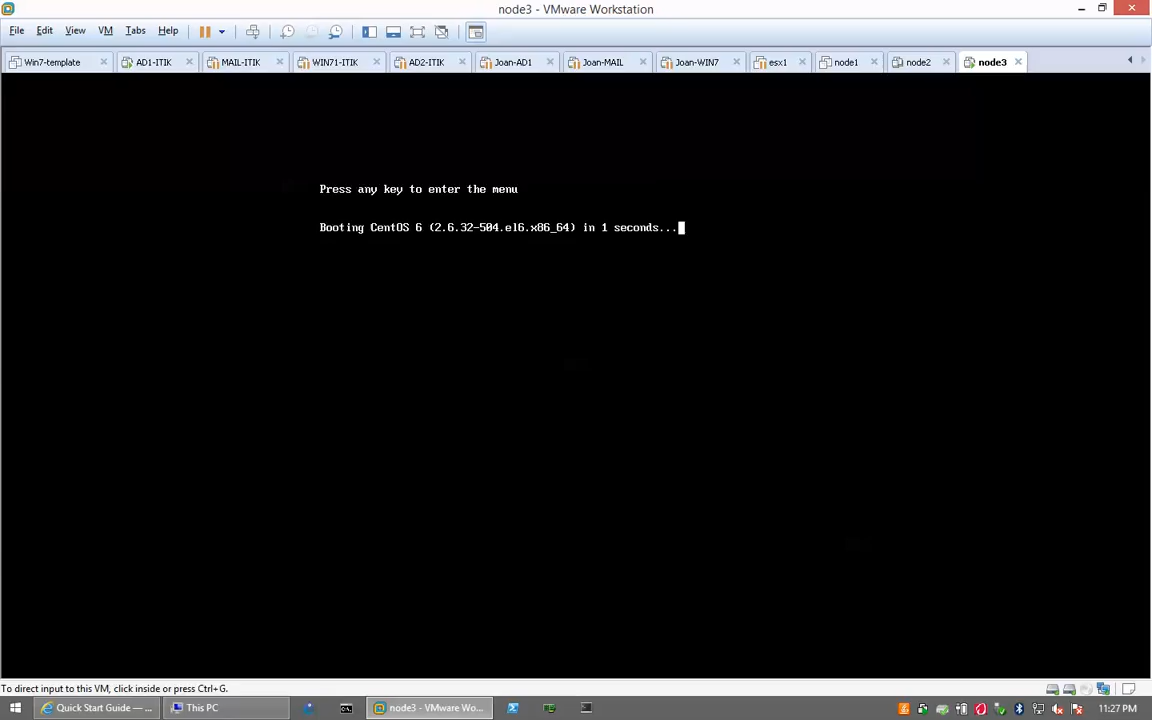 node3 - VMware Workstation
File Edit View VM Tabs Help
Win7-template AD1-ITIK MAIL-ITIK WIN71-ITIK AD2-ITIK Joan-AD1 Joan-MAIL Joan-WIN7 esx1 node1 node2 node3
Press any key to enter the menu
Booting CentOS 6 (2.6.32-504.el6.x86_64) in 1 seconds...
To direct input to this VM, click inside or press Ctrl+G.
Quick Start Guide — ... This PC node3 - VMware Wo... 11:27 PM